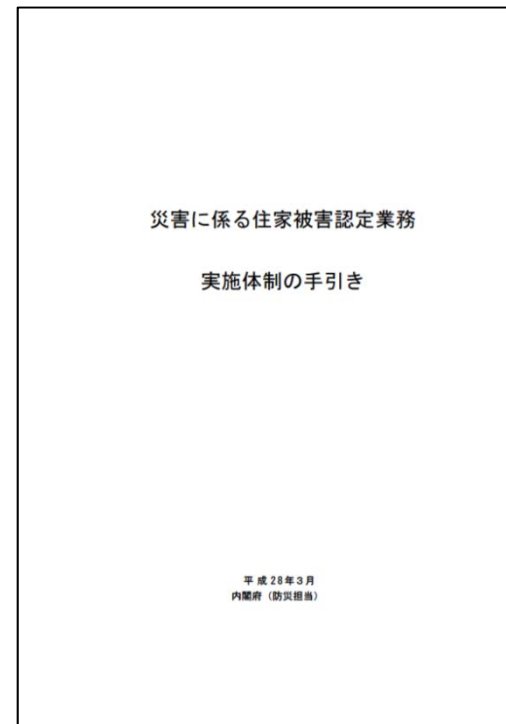 災害に係る住家被害認定業務
実施体制の手引き
平成28年3月
内閣府（防災担当）